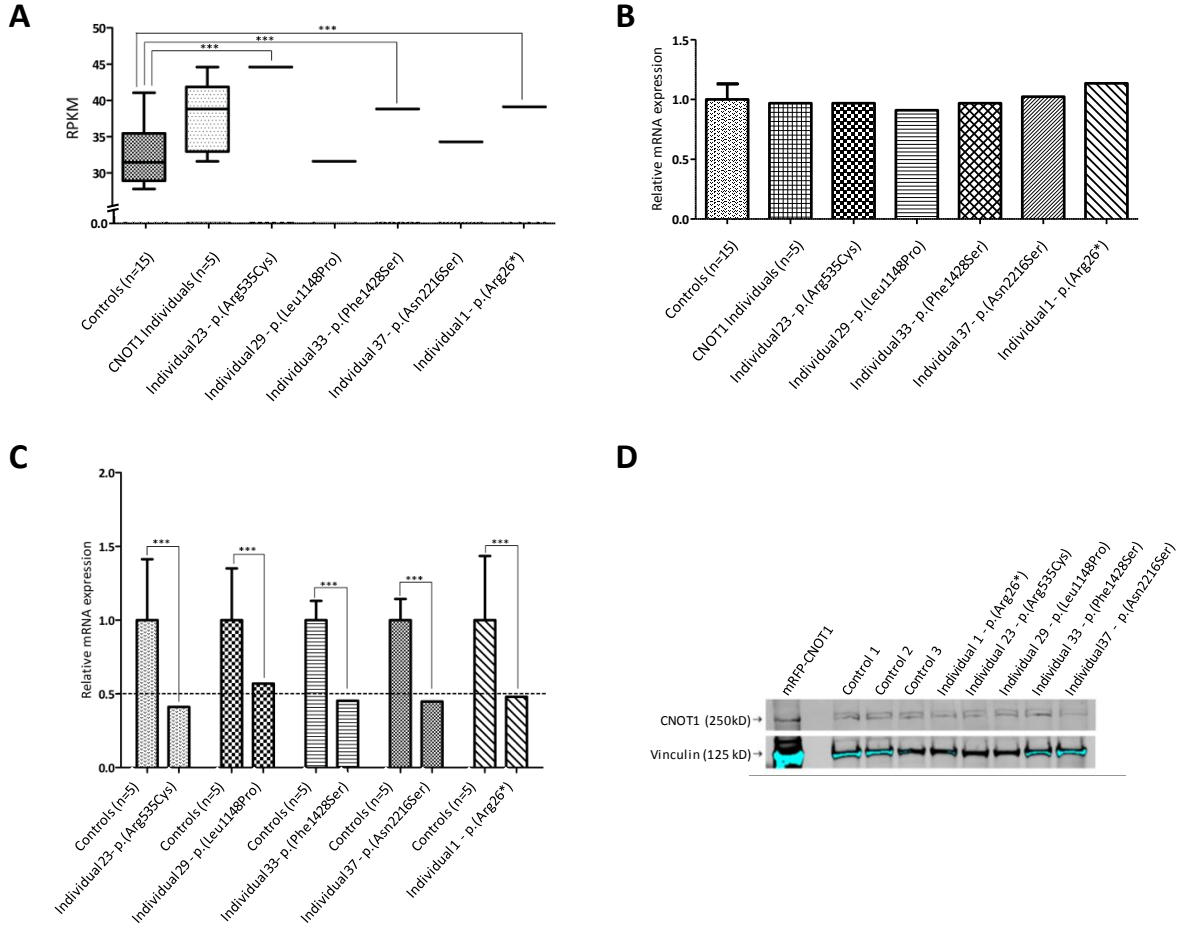 A
50
45
40
35
30
0.0
RPKM
***
***
***
Controls (n=15)
CNOT1 Individuals (n=5)
Individual 23 - p.(Arg535Cys)
Individual 29 - p.(Leu1148Pro)
Individual 33 - p.(Phe1428Ser)
Individual 37 - p.(Asn2216Ser)
Individual 1 - p.(Arg26*)
B
1.5
1.0
0.5
0.0
Relative mRNA expression
Controls (n=15)
CNOT1 Individuals (n=5)
Individual 23 - p.(Arg535Cys)
Individual 29 - p.(Leu1148Pro)
Individual 33 - p.(Phe1428Ser)
Individual 37 - p.(Asn2216Ser)
Individual 1 - p.(Arg26*)
C
2.0
1.5
1.0
0.5
0.0
Relative mRNA expression
***
***
***
***
***
Controls (n=5)
Individual 23- p.(Arg535Cys)
Controls (n=5)
Individual 29 - p.(Leu1148Pro)
Controls (n=5)
Individual 33- p.(Phe1428Ser)
Controls (n=5)
Individual 37 - p.(Asn2216Ser)
Controls (n=5)
Individual 1 - p.(Arg26*)
D
mRFP-CNOT1
Control 1
Control 2
Control 3
Individual 1 - p.(Arg26*)
Individual 23 - p.(Arg535Cys)
Individual 29 - p.(Leu1148Pro)
Individual 33 - p.(Phe1428Ser)
Individual37 - p.(Asn2216Ser)
CNOT1 (250kD)
Vinculin (125 kD)